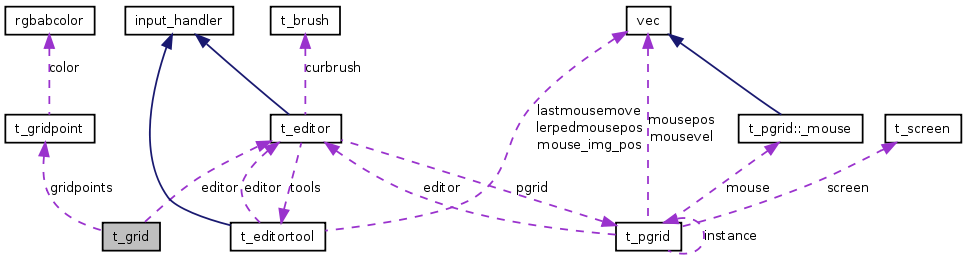 rgbabcolor
input_handler
t_brush
vec
color
curbrush
lastmousemove
lerpedmousepos
mouse_img_pos
mousepos
mousevel
t_gridpoint
t_editor
t_pgrid::_mouse
t_screen
gridpoints
editor
editor
tools
editor
pgrid
mouse
screen
t_grid
t_editortool
t_pgrid
instance